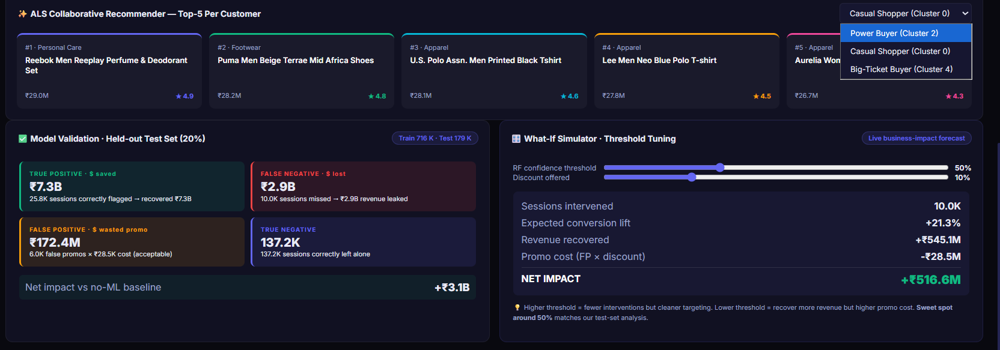 ✨ ALS Collaborative Recommender — Top-5 Per Customer
Casual Shopper (Cluster 0)
Power Buyer (Cluster 2)
Casual Shopper (Cluster 0)
Big-Ticket Buyer (Cluster 4)
#1 · Personal Care
Reebok Men Reeplay Perfume & Deodorant
Set
₹29.0M
★ 4.9
#2 · Footwear
Puma Men Beige Terrae Mid Africa Shoes
₹28.2M
★ 4.8
#3 · Apparel
U.S. Polo Assn. Men Printed Black Tshirt
₹28.1M
★ 4.6
#4 · Apparel
Lee Men Neo Blue Polo T-shirt
₹27.8M
★ 4.5
#5 · Apparel
Aurelia Wom
₹26.7M
★ 4.3
✅ Model Validation · Held-out Test Set (20%)
Train 716 K · Test 179 K
TRUE POSITIVE · $ saved
₹7.3B
25.8K sessions correctly flagged → recovered ₹7.3B
FALSE NEGATIVE · $ lost
₹2.9B
10.0K sessions missed → ₹2.9B revenue leaked
FALSE POSITIVE · $ wasted promo
₹172.4M
6.0K false promos × ₹28.5K cost (acceptable)
TRUE NEGATIVE
137.2K
137.2K sessions correctly left alone
Net impact vs no-ML baseline
+₹3.1B
🎛️ What-If Simulator · Threshold Tuning
Live business-impact forecast
RF confidence threshold
50%
Discount offered
10%
Sessions intervened
10.0K
Expected conversion lift
+21.3%
Revenue recovered
+₹545.1M
Promo cost (FP × discount)
-₹28.5M
NET IMPACT
+₹516.6M
💡 Higher threshold = fewer interventions but cleaner targeting. Lower threshold = recover more revenue but higher promo cost. Sweet spot
around 50% matches our test-set analysis.